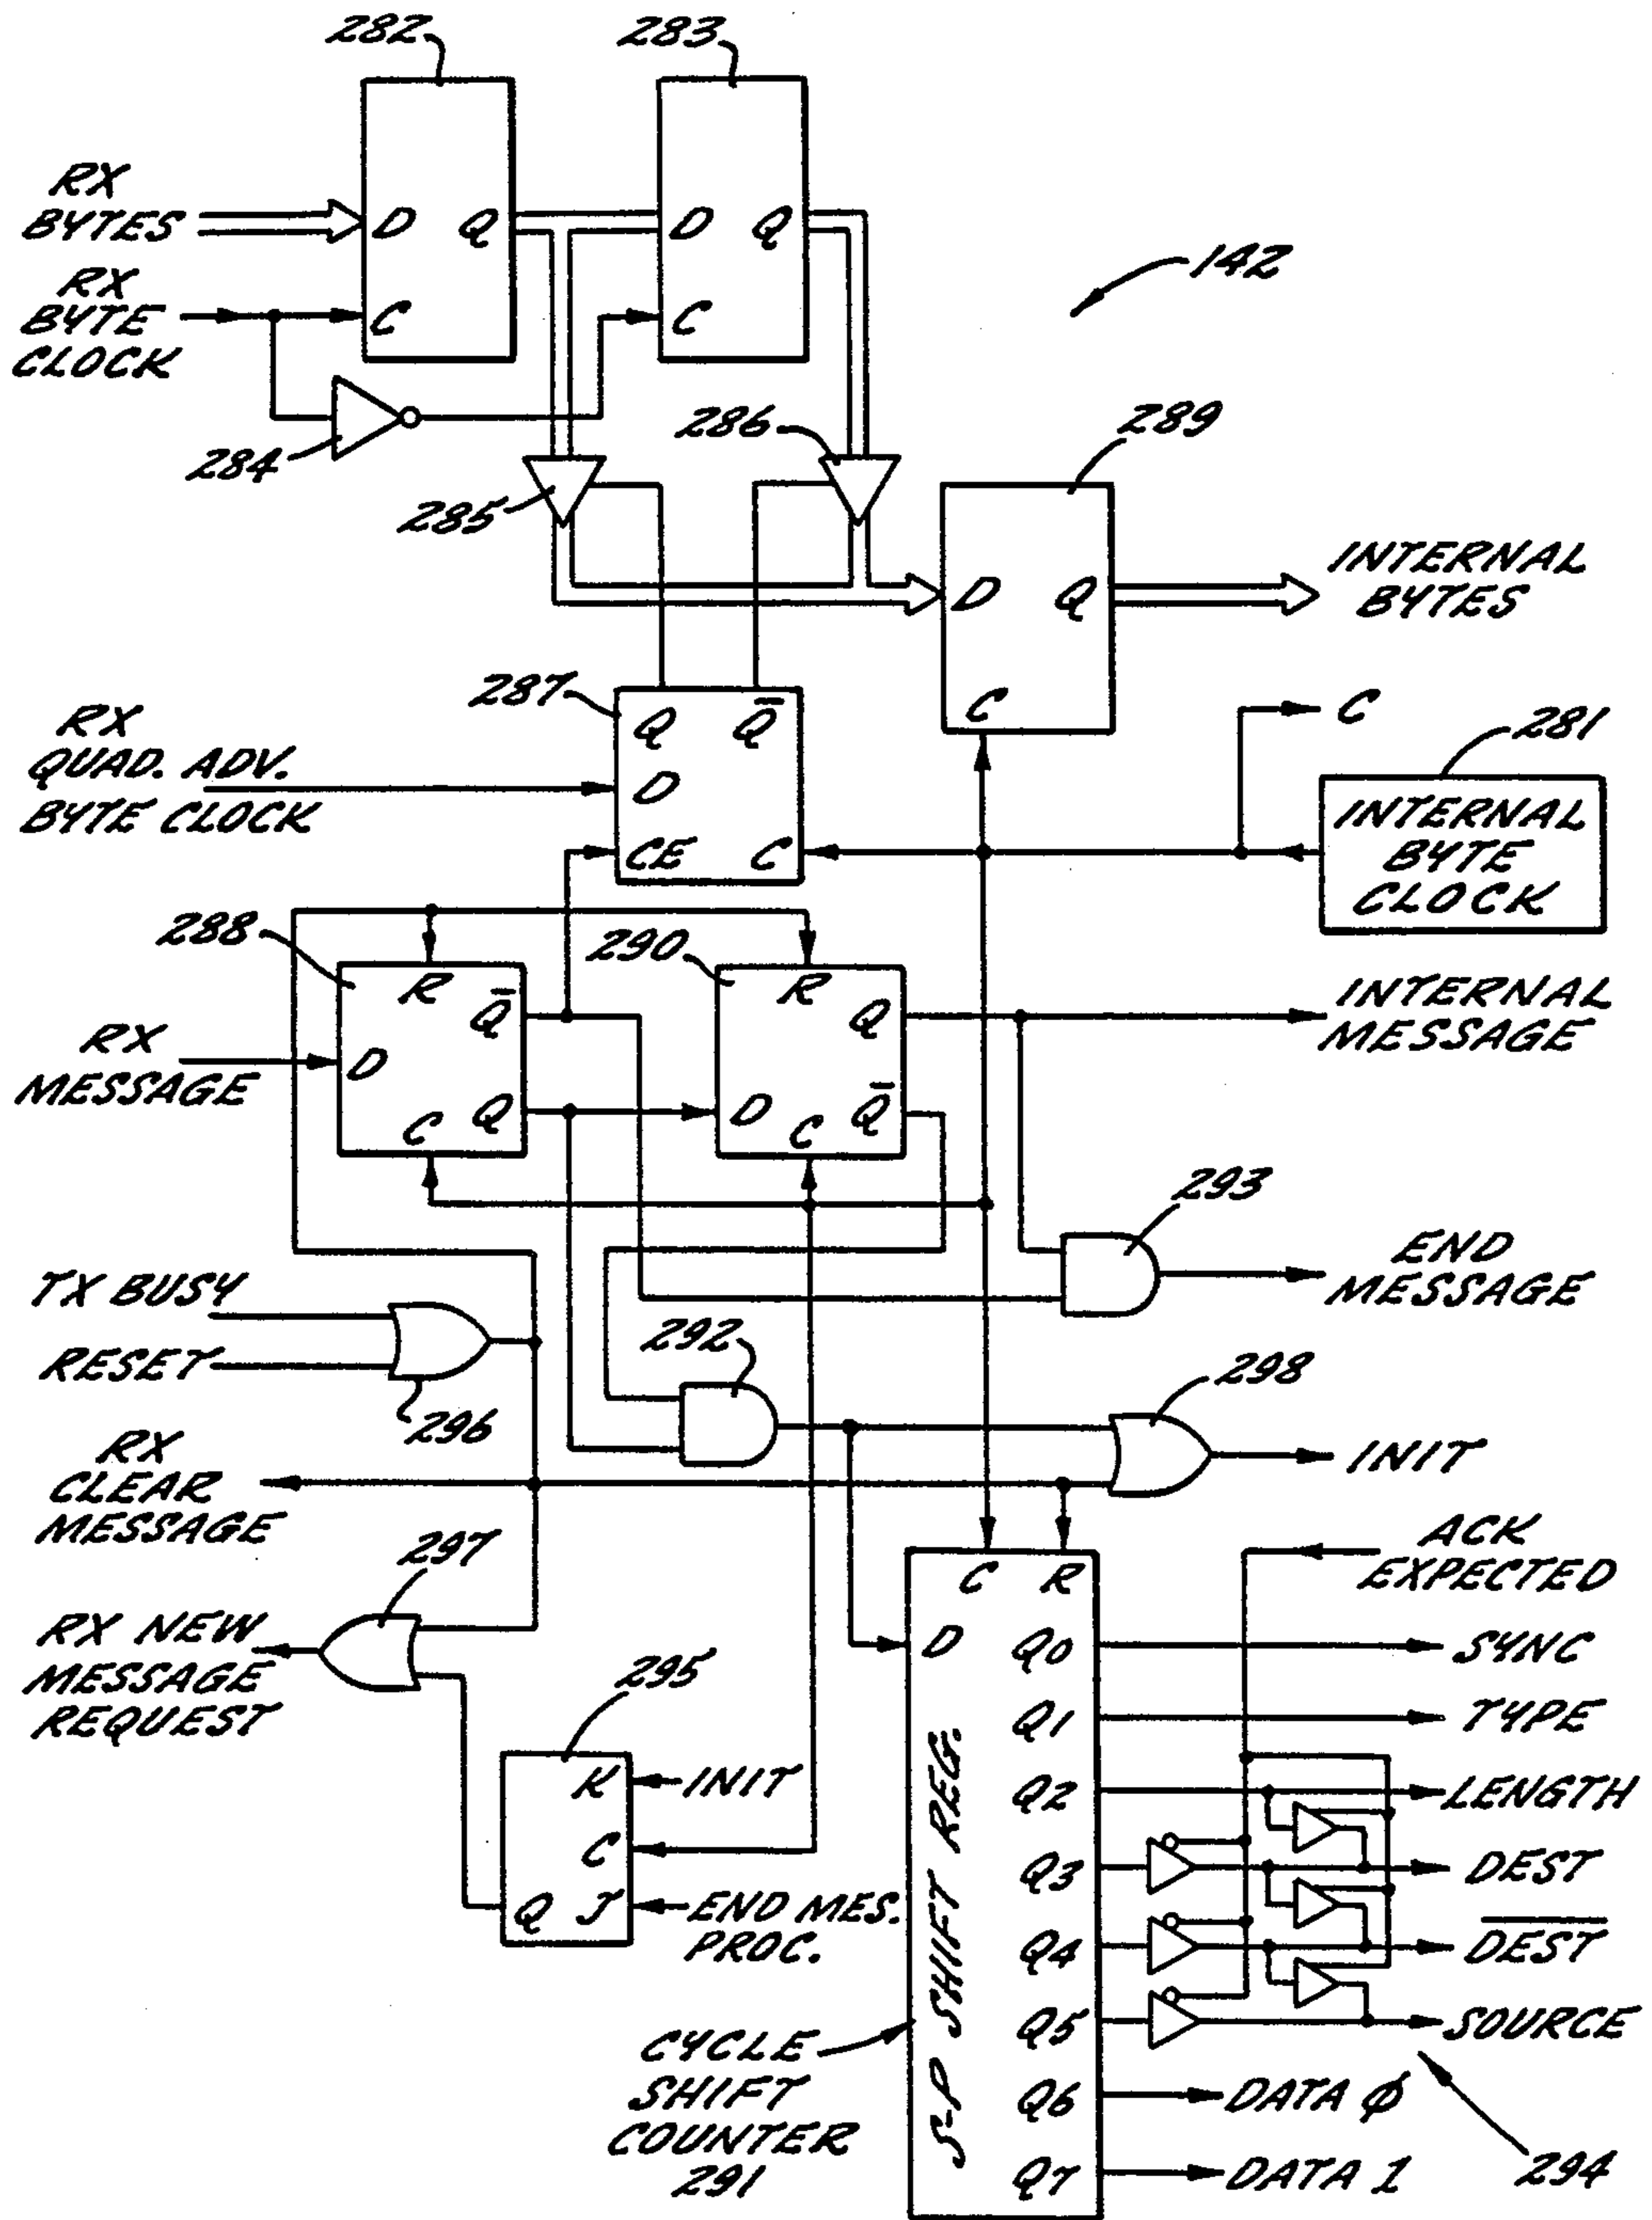 282
283
RX
BYTES
D
Q
D
Q
142
RX
BYTE
CLOCK
C
C
284
285
286
289
D
Q
INTERNAL
BYTES
C
287
Q
Q̅
RX
QUAD. ADV.
BYTE CLOCK
D
CE
C
C
281
INTERNAL
BYTE
CLOCK
288
290
R
Q̅
R
Q
INTERNAL
MESSAGE
RX
MESSAGE
D
C
Q
D
C
Q̅
293
END
MESSAGE
TX BUSY
RESET
296
292
298
INIT
RX
CLEAR
MESSAGE
297
RX NEW
MESSAGE
REQUEST
295
K
INIT
C
Q
J
END MES.
PROC.
C
R
ACK
EXPECTED
D
Q0
SYNC
Q1
TYPE
Q2
LENGTH
Q3
DEST
Q4
D̅E̅S̅T̅
Q5
SOURCE
Q6
DATA ϕ
Q7
DATA 1
S-P SHIFT REG.
CYCLE
SHIFT
COUNTER
291
294